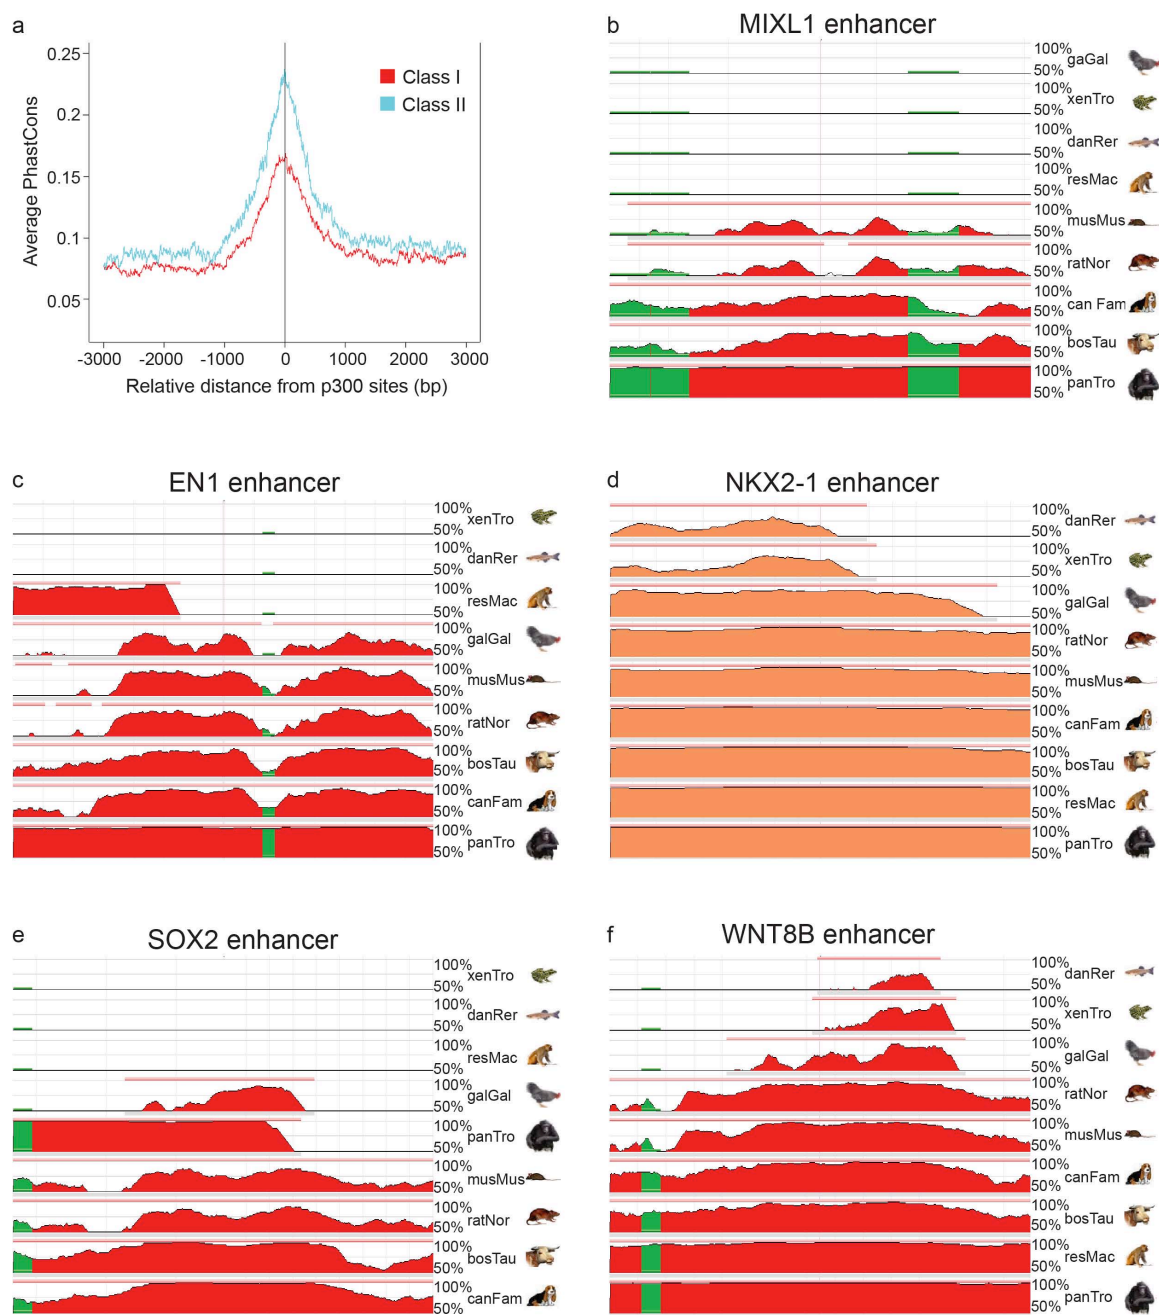 a
0.25
0.2
0.15
0.1
0.05
Average PhastCons
Class I
Class II
-3000 -2000 -1000 0 1000 2000 3000
Relative distance from p300 sites (bp)
b
MIXL1 enhancer
100%
50% gaGal
100%
50% xenTro
100%
50% danRer
100%
50% resMac
100%
50% musMus
100%
50% ratNor
100%
50% can Fam
100%
50% bosTau
100%
50% panTro
c
EN1 enhancer
100%
50% xenTro
100%
50% danRer
100%
50% resMac
100%
50% galGal
100%
50% musMus
100%
50% ratNor
100%
50% bosTau
100%
50% canFam
100%
50% panTro
d
NKX2-1 enhancer
100%
50% danRer
100%
50% xenTro
100%
50% galGal
100%
50% ratNor
100%
50% musMus
100%
50% canFam
100%
50% bosTau
100%
50% resMac
100%
50% panTro
e
SOX2 enhancer
100%
50% xenTro
100%
50% danRer
100%
50% resMac
100%
50% galGal
100%
50% panTro
100%
50% musMus
100%
50% ratNor
100%
50% bosTau
100%
50% canFam
f
WNT8B enhancer
100%
50% danRer
100%
50% xenTro
100%
50% galGal
100%
50% ratNor
100%
50% musMus
100%
50% canFam
100%
50% bosTau
100%
50% resMac
100%
50% panTro